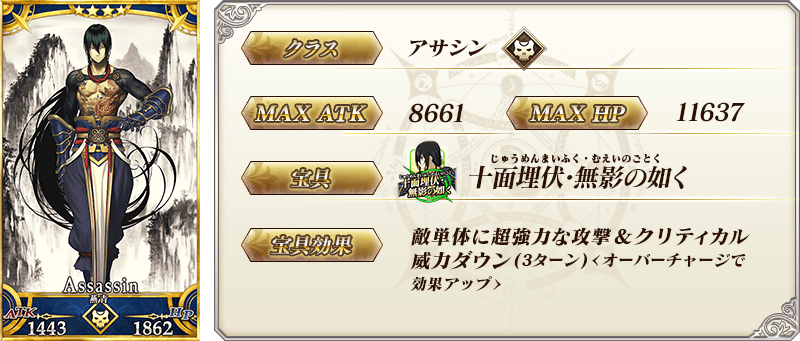 Assassin
燕青
ATK
HP
1443
1862
クラス
アサシン
MAX ATK
8661
MAX HP
11637
宝具
十面埋伏・
無影の如く
じゅうめんまいふく・むえいのごとく
十面埋伏・無影の如く
宝具効果
敵単体に超強力な攻撃＆クリティカル
威力ダウン(3ターン)<オーバーチャージで
効果アップ>